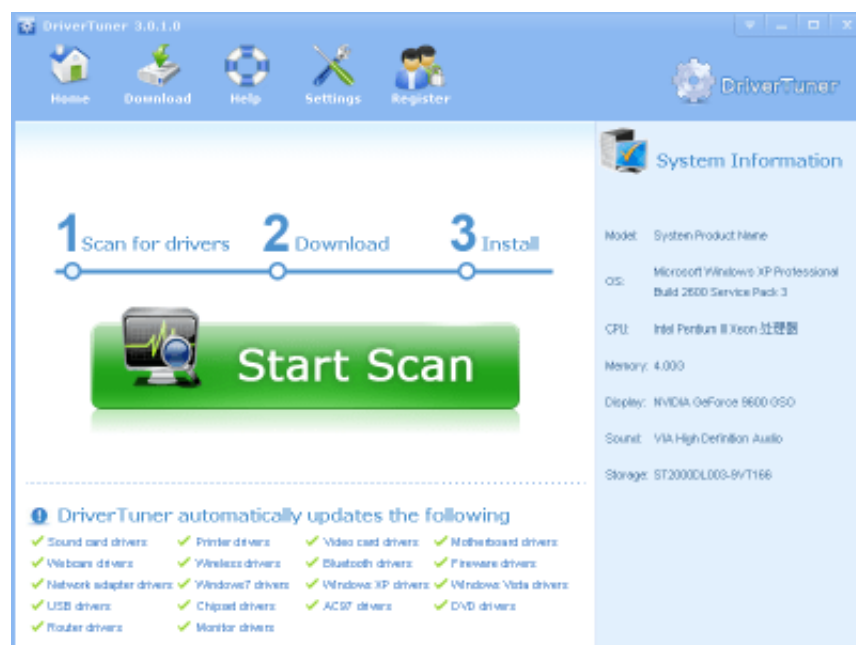 DriverTuner 3.0.1.0
Home Download Help Settings Register
DriverTuner
System Information
1 Scan for drivers 2 Download 3 Install
Start Scan
Model: System Product Name
OS: Microsoft Windows XP Professional
Build 2600 Service Pack 3
CPU: Intel Pentium III Xeon 处理器
Memory: 4.00G
Display: NVIDIA GeForce 9600 GSO
Sound: VIA High Definition Audio
Storage: ST2000DL003-9VT166
DriverTuner automatically updates the following
Sound card drivers Printer drivers Video card drivers Motherboard drivers
Webcam drivers Wireless drivers Bluetooth drivers Fireware drivers
Network adapter drivers Windows7 drivers Windows XP drivers Windows Vista drivers
USB drivers Chipset drivers AC97 drivers DVD drivers
Router drivers Monitor drivers